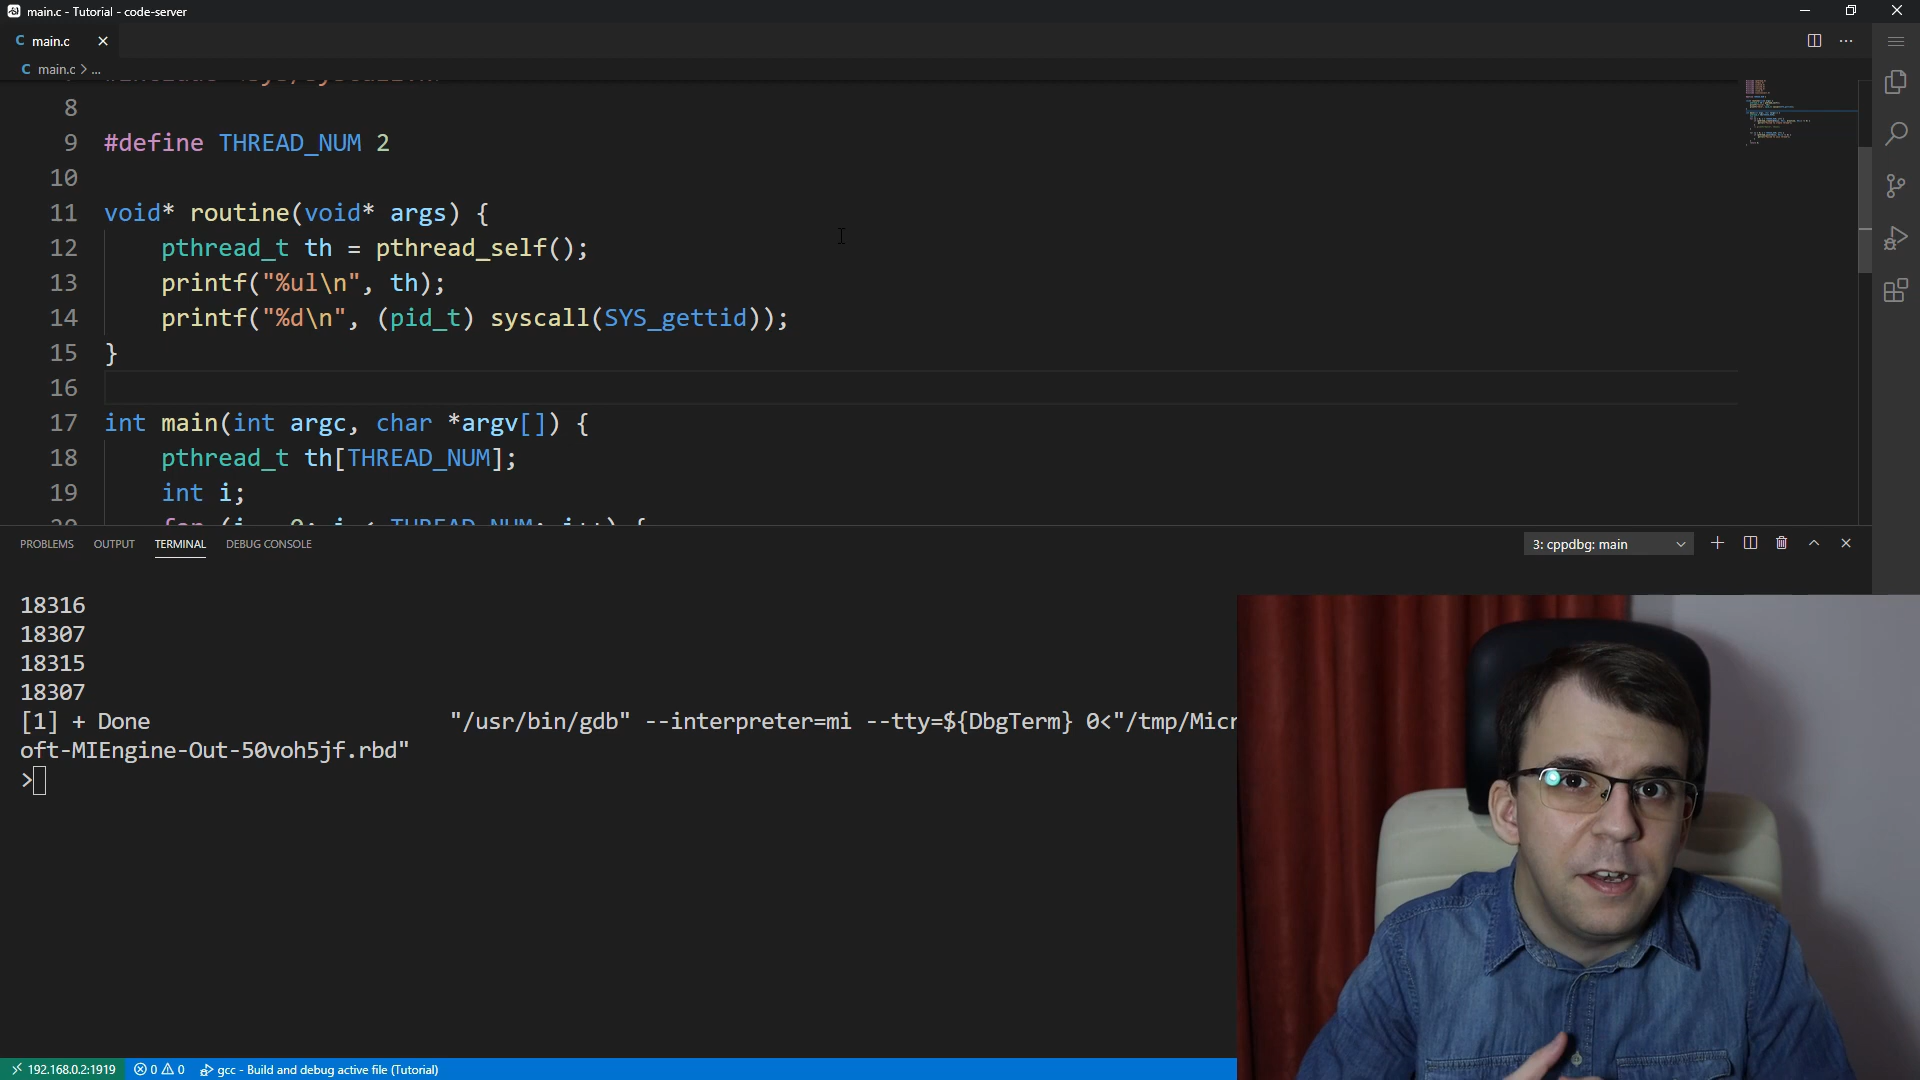 main.c - Tutorial - code-server
main.c
main.c > ...
8
9 #define THREAD_NUM 2
10
11 void* routine(void* args) {
12     pthread_t th = pthread_self();
13     printf("%ul\n", th);
14     printf("%d\n", (pid_t) syscall(SYS_gettid));
15 }
16
17 int main(int argc, char *argv[]) {
18     pthread_t th[THREAD_NUM];
19     int i;
20     for (i = 0; i < THREAD_NUM; i++) {
PROBLEMS OUTPUT TERMINAL DEBUG CONSOLE 3: cppdbg: main
18316
18307
18315
18307
[1] + Done                       "/usr/bin/gdb" --interpreter=mi --tty=${DbgTerm} 0<"/tmp/Micr
oft-MIEngine-Out-50voh5jf.rbd"
>
192.168.0.2:1919 0 0 gcc - Build and debug active file (Tutorial)